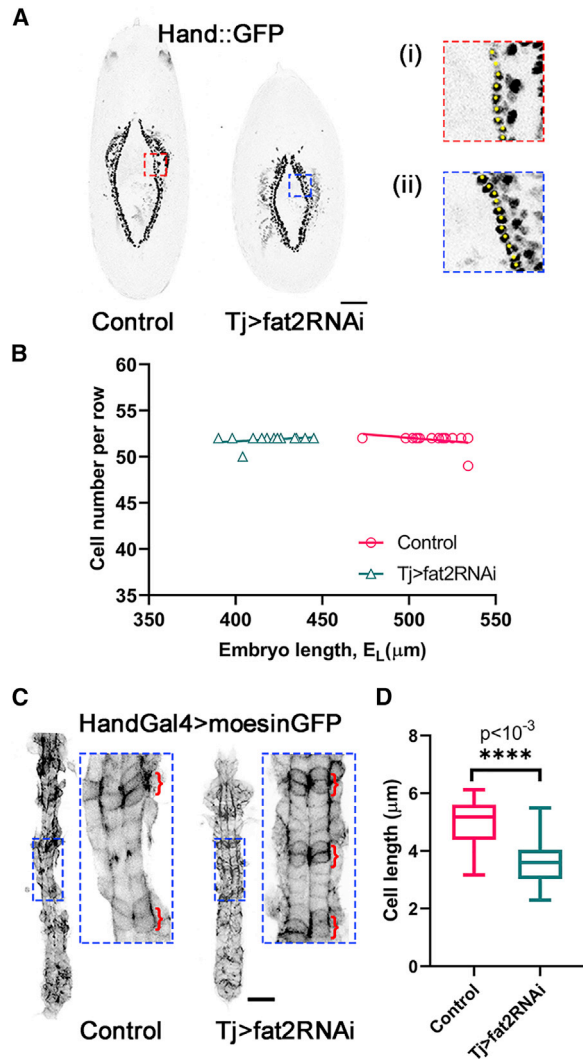 A
Hand::GFP
(i)
(ii)
Control
Tj>fat2RNAi
B
Cell number per row
60
55
50
45
40
35
350
400
450
500
550
Control
Tj>fat2RNAi
Embryo length, E_L(μm)
C
HandGal4>moesinGFP
}
}
}
}
}
Control
Tj>fat2RNAi
D
p<10⁻³
****
Cell length (μm)
8
6
4
2
0
Control
Tj>fat2RNAi